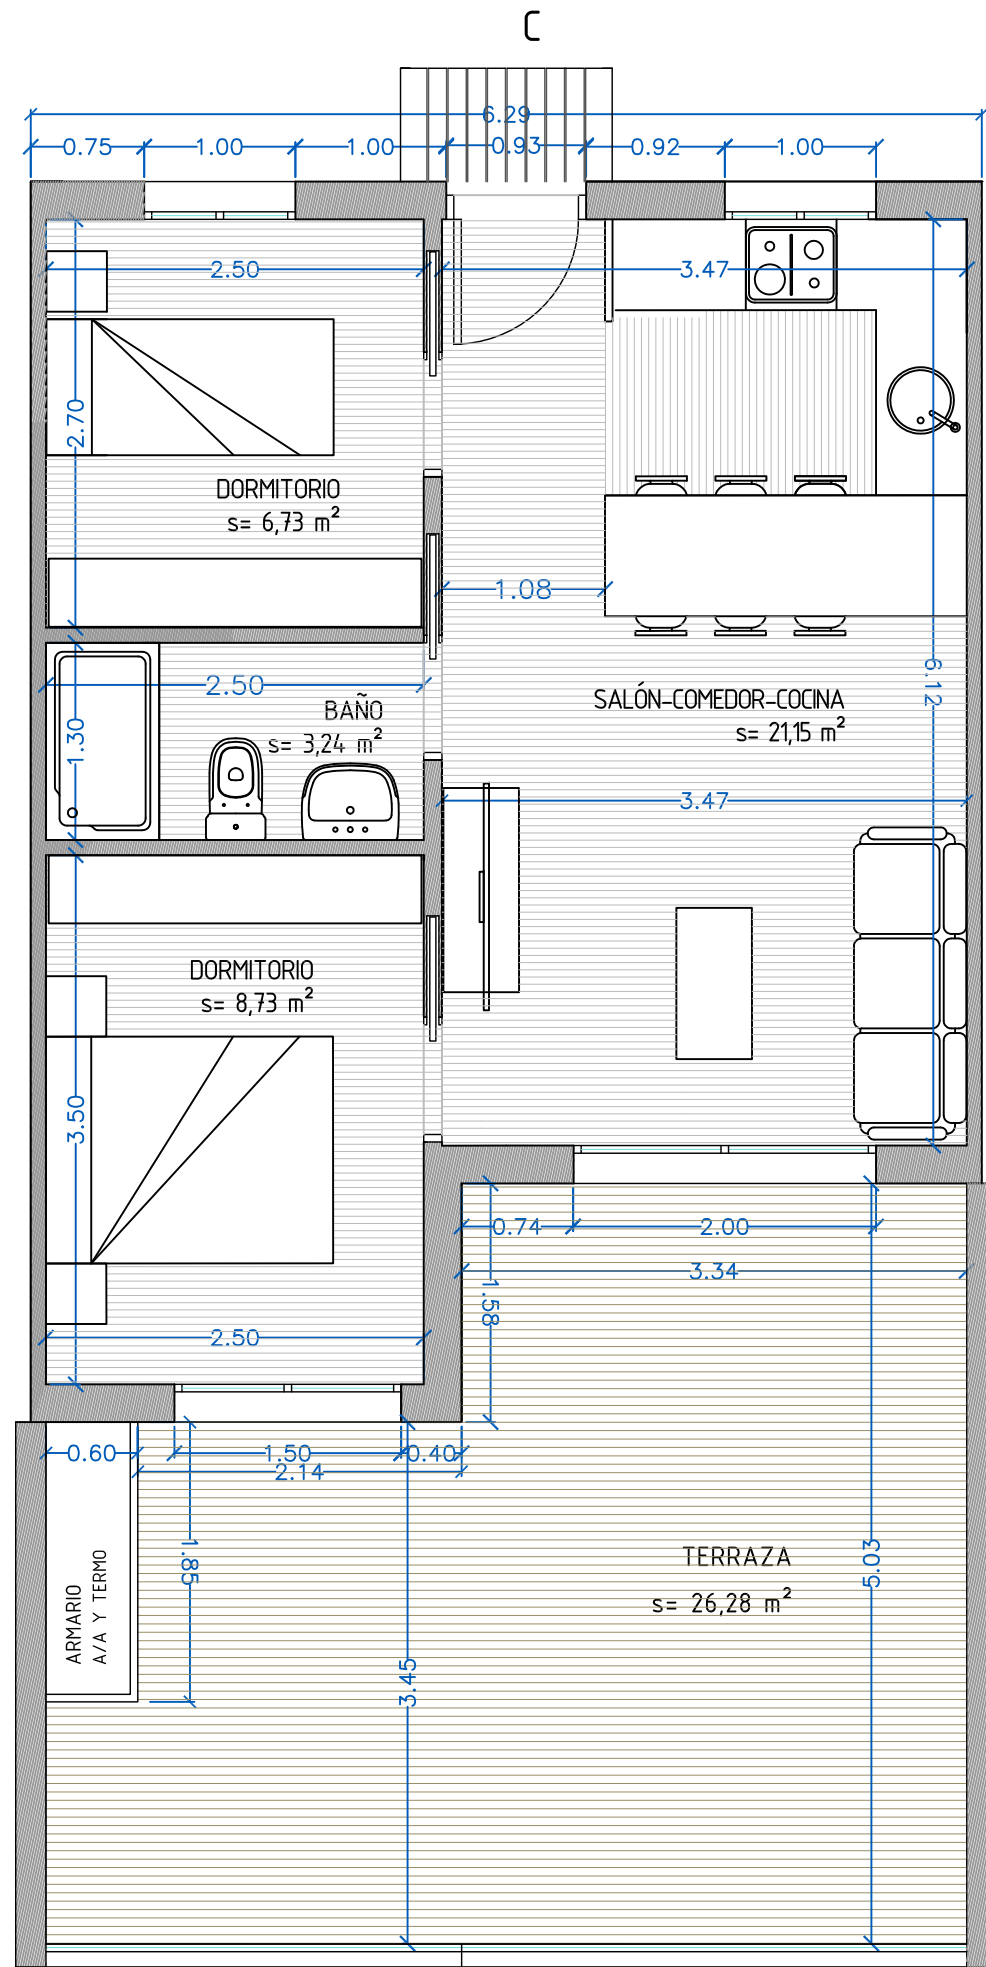 C
6.29
0.75 1.00 1.00 0.93 0.92 1.00
2.50 3.47
2.70
DORMITORIO
s= 6,73 m²
1.08
6.12
2.50
BAÑO
s= 3,24 m²
1.30
SALÓN-COMEDOR-COCINA
s= 21,15 m²
3.47
DORMITORIO
s= 8,73 m²
3.50
0.74 2.00
3.34
1.58
2.50
0.60 1.50 0.40
2.14
1.85
5.03
TERRAZA
s= 26,28 m²
ARMARIO
A/A Y TERMO
3.45